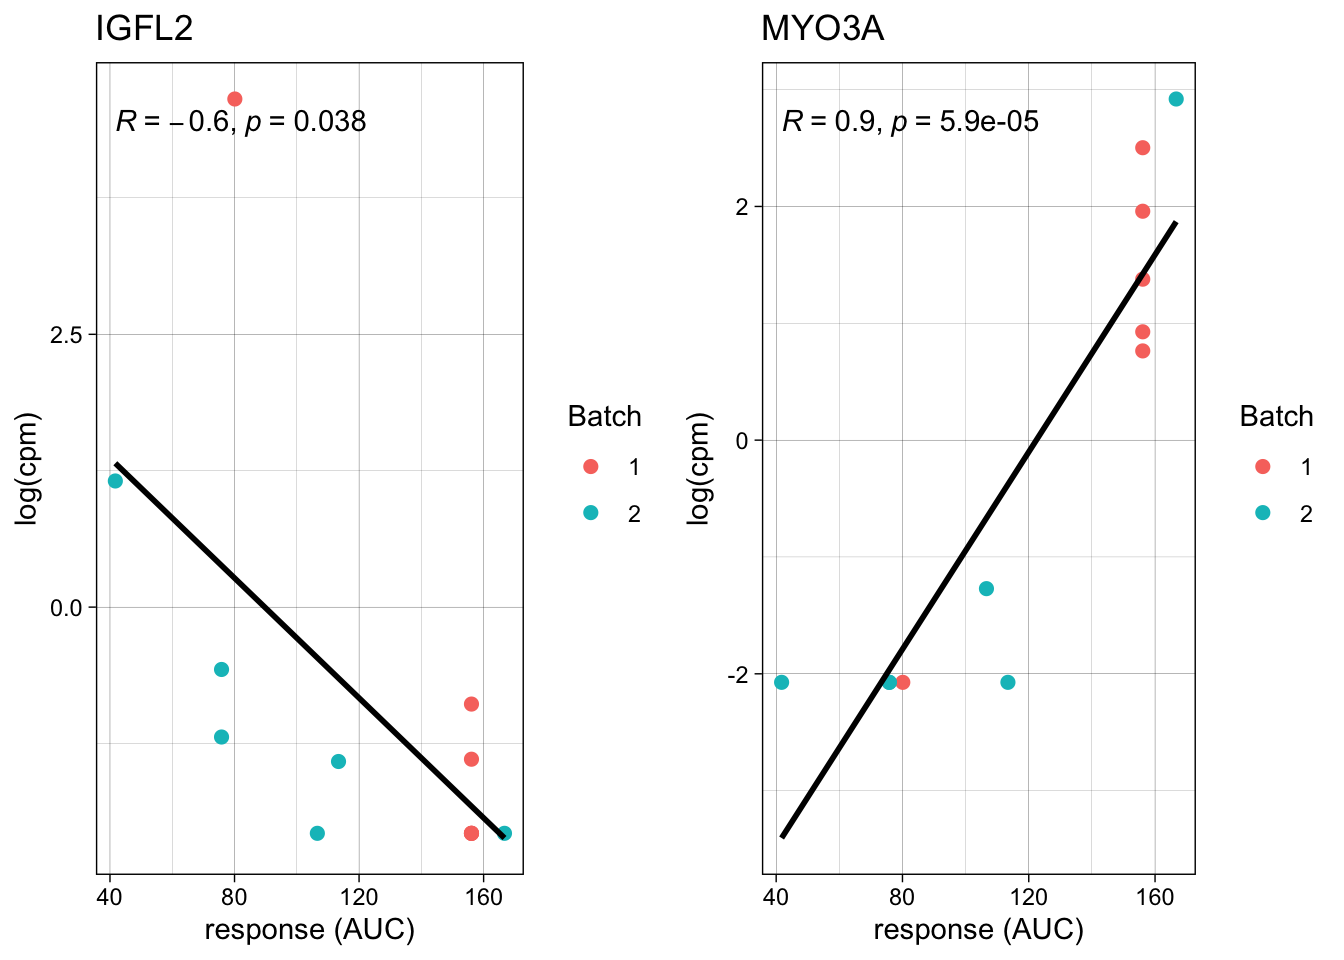 IGFL2
R = −0.6, p = 0.038
2.5
0.0
log(cpm)
40 80 120 160
response (AUC)
Batch
1
2
MYO3A
R = 0.9, p = 5.9e-05
2
0
-2
log(cpm)
40 80 120 160
response (AUC)
Batch
1
2